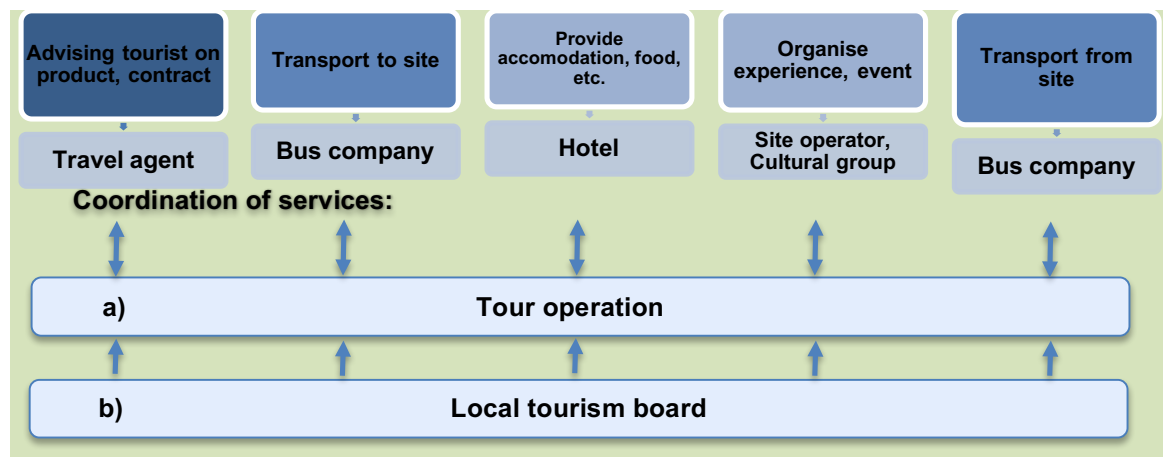 Advising tourist on
product, contract
Transport to site
Provide
accomodation, food,
etc.
Organise
experience, event
Transport from
site
Travel agent
Bus company
Hotel
Site operator,
Cultural group
Bus company
Coordination of services:
a) Tour operation
b) Local tourism board